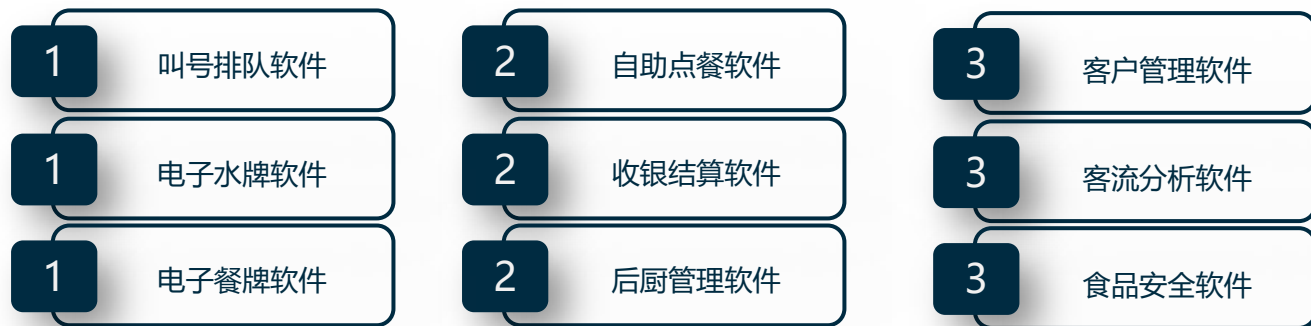 1 叫号排队软件
1 电子水牌软件
1 电子餐牌软件
2 自助点餐软件
2 收银结算软件
2 后厨管理软件
3 客户管理软件
3 客流分析软件
3 食品安全软件